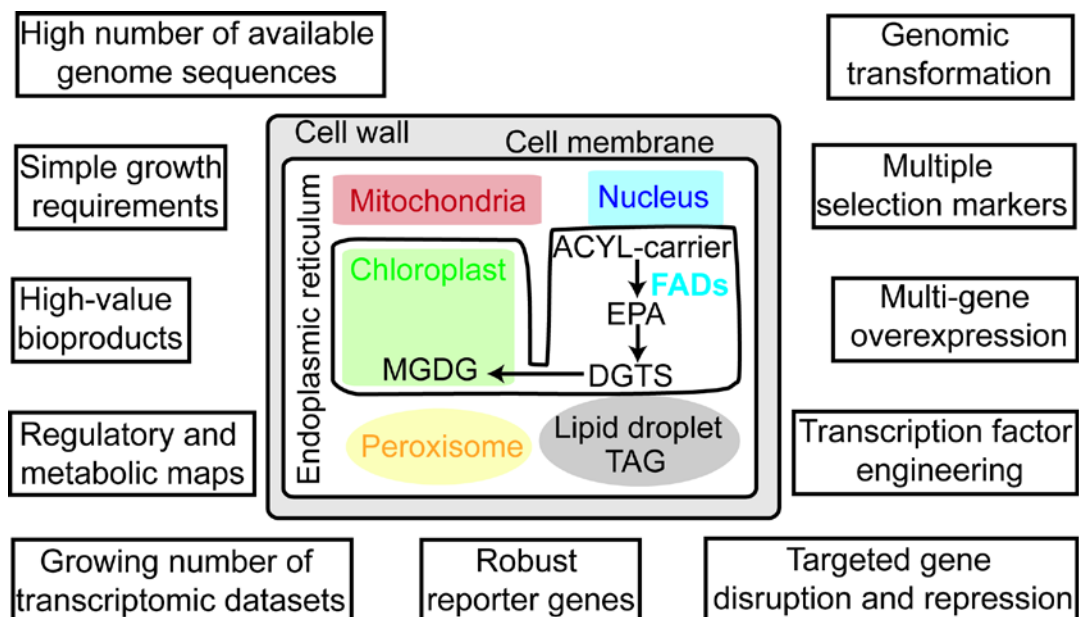 High number of available
genome sequences
Genomic
transformation
Cell wall
Cell membrane
Simple growth
requirements
Multiple
selection markers
Endoplasmic reticulum
Mitochondria
Nucleus
ACYL-carrier
Chloroplast
FADs
EPA
MGDG
DGTS
High-value
bioproducts
Multi-gene
overexpression
Peroxisome
Lipid droplet
TAG
Regulatory and
metabolic maps
Transcription factor
engineering
Growing number of
transcriptomic datasets
Robust
reporter genes
Targeted gene
disruption and repression